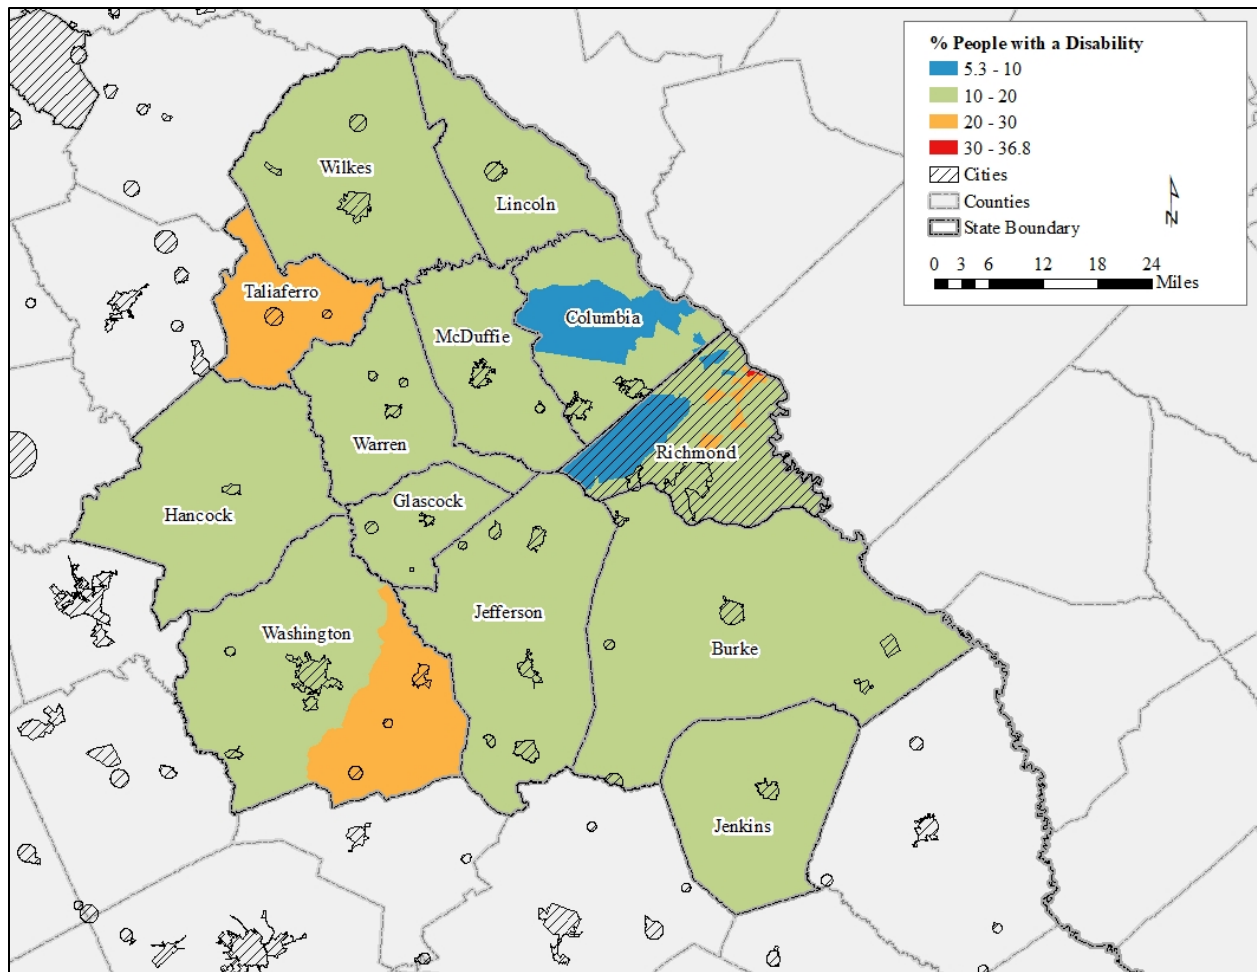 % People with a Disability
5.3 - 10
10 - 20
20 - 30
30 - 36.8
Cities
Counties
State Boundary
N
0 3 6 12 18 24
Miles
Wilkes
Lincoln
Taliaferro
Columbia
McDuffie
Warren
Richmond
Glascock
Hancock
Jefferson
Washington
Burke
Jenkins